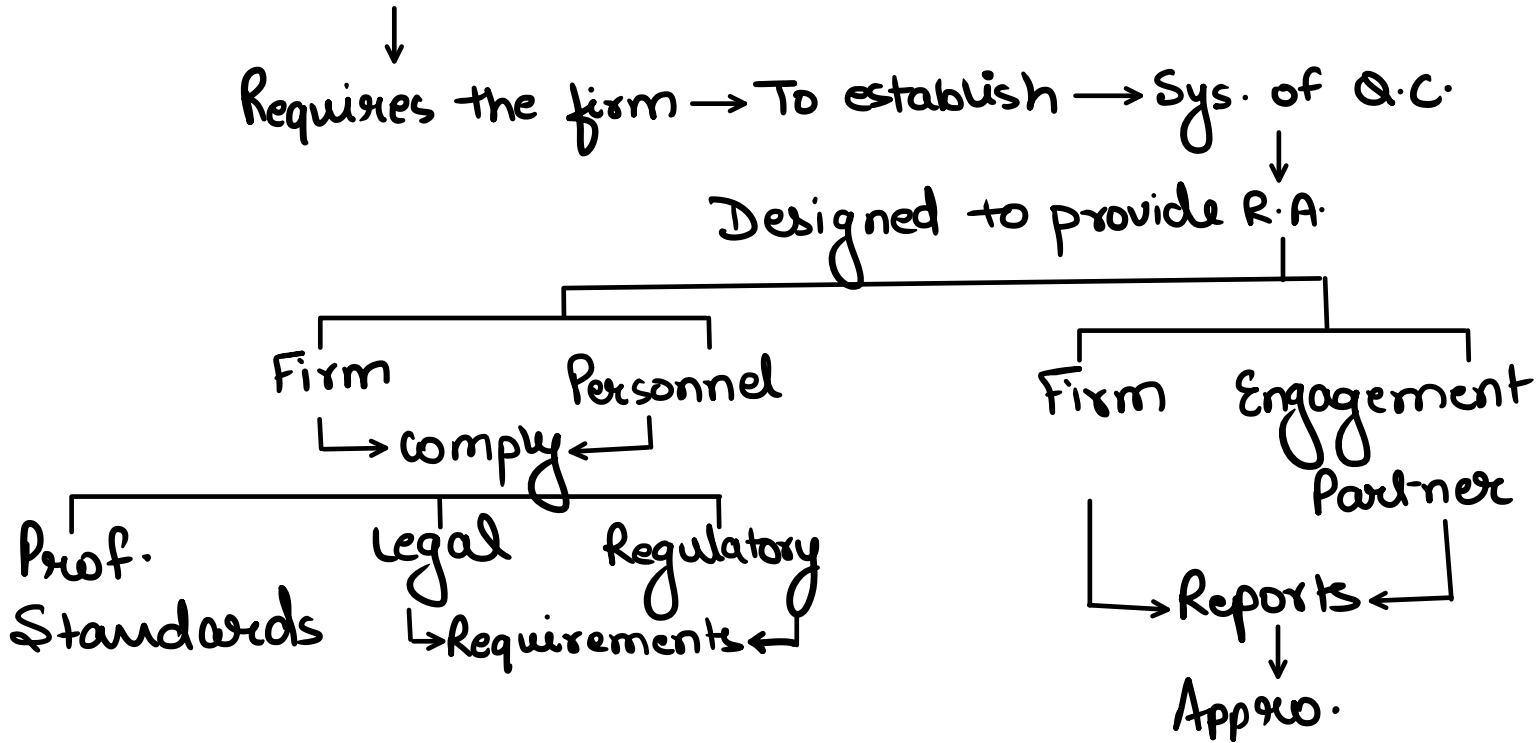 Requires the firm → To establish → Sys. of Q.C.
Designed to provide R.A.
Firm Personnel Firm Engagement Partner
comply
Prof. Standards Legal Regulatory
Requirements
Reports
Appro.